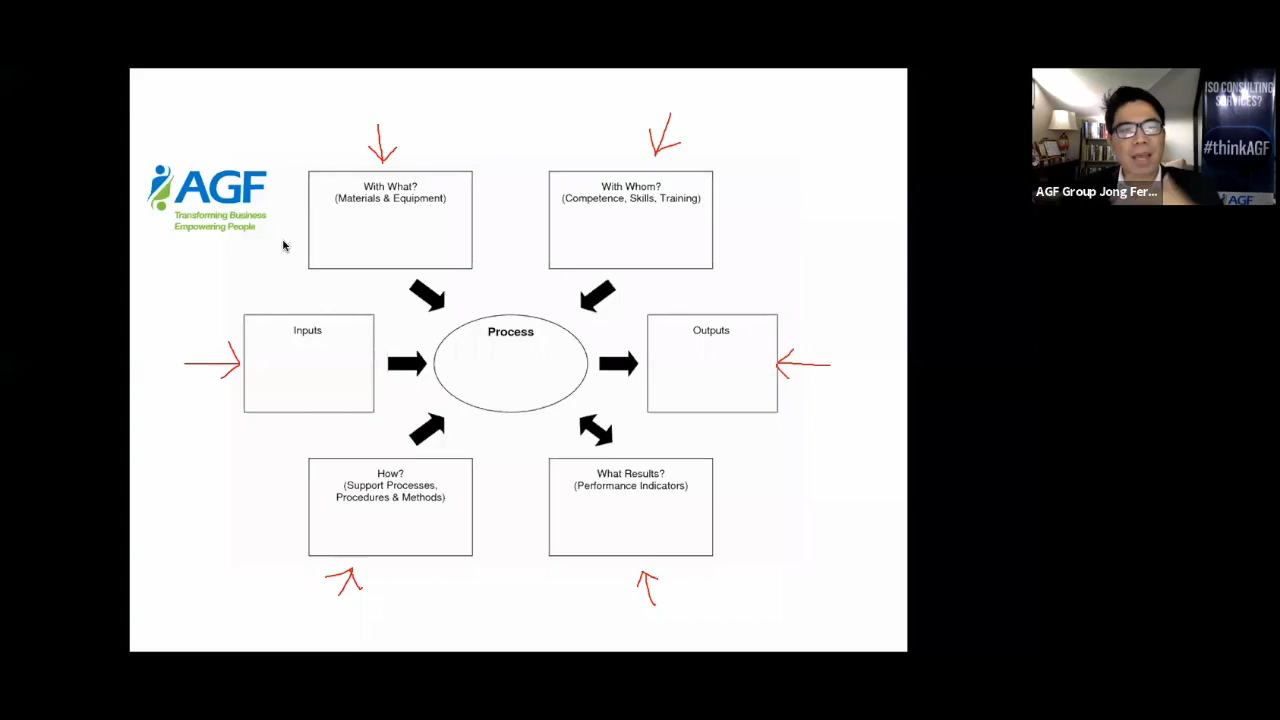 AGF
Transforming Business
Empowering People
With What?
(Materials & Equipment)
With Whom?
(Competence, Skills, Training)
Inputs
Process
Outputs
How?
(Support Processes,
Procedures & Methods)
What Results?
(Performance Indicators)
ISO CONSULTING
SERVICES?
#thinkAGF
AGF
AGF Group Jong Fer...